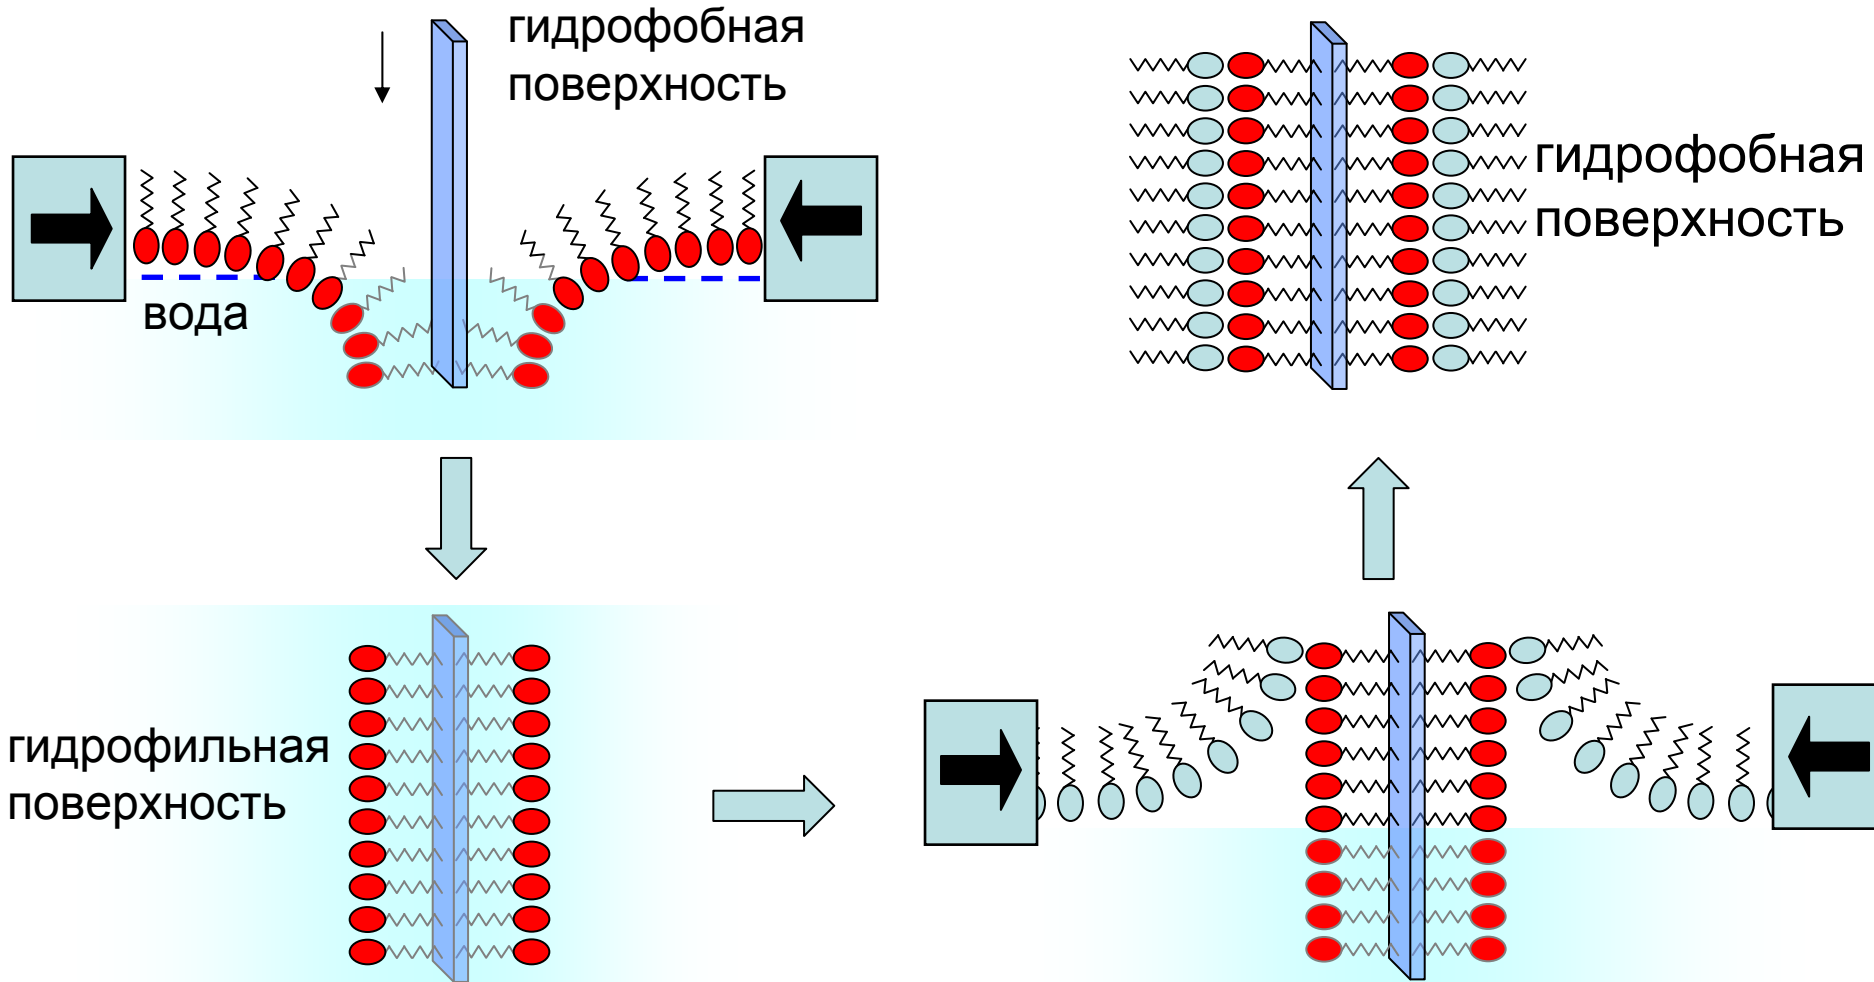 гидрофобная
поверхность
вода
гидрофобная
поверхность
гидрофильная
поверхность